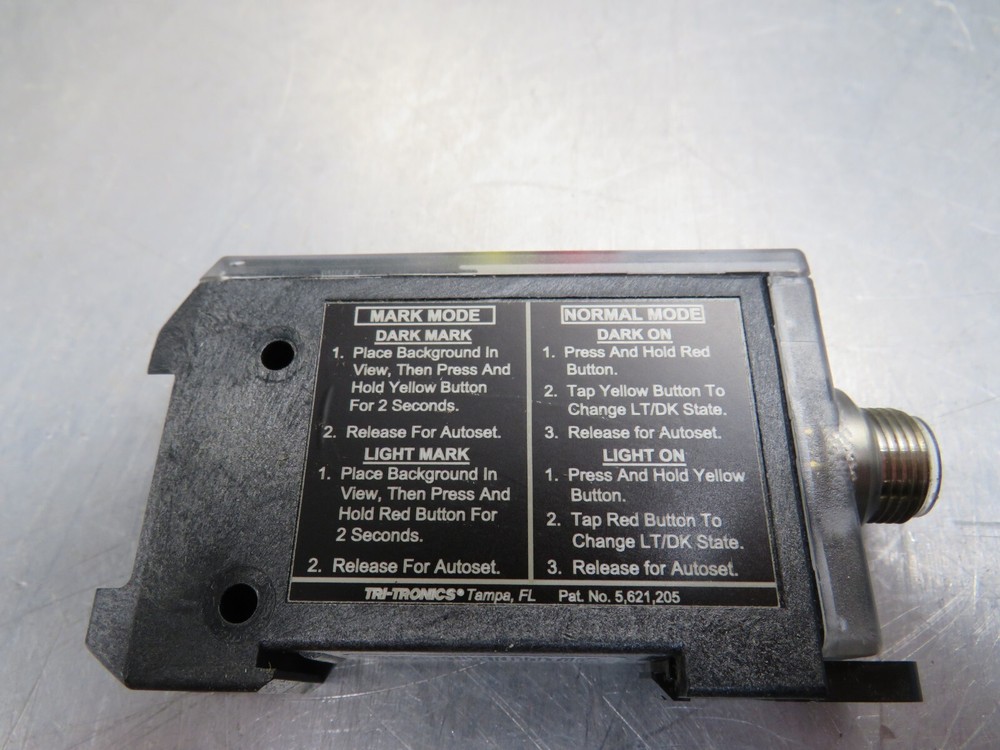 MARK MODE
DARK MARK
1. Place Background In
View, Then Press And
Hold Yellow Button
For 2 Seconds.
2. Release For Autoset.
LIGHT MARK
1. Place Background In
View, Then Press And
Hold Red Button For
2 Seconds.
2. Release For Autoset.
NORMAL MODE
DARK ON
1. Press And Hold Red
Button.
2. Tap Yellow Button To
Change LT/DK State.
3. Release for Autoset.
LIGHT ON
1. Press And Hold Yellow
Button.
2. Tap Red Button To
Change LT/DK State.
3. Release for Autoset.
TRI-TRONICS® Tampa, FL Pat. No. 5,621,205